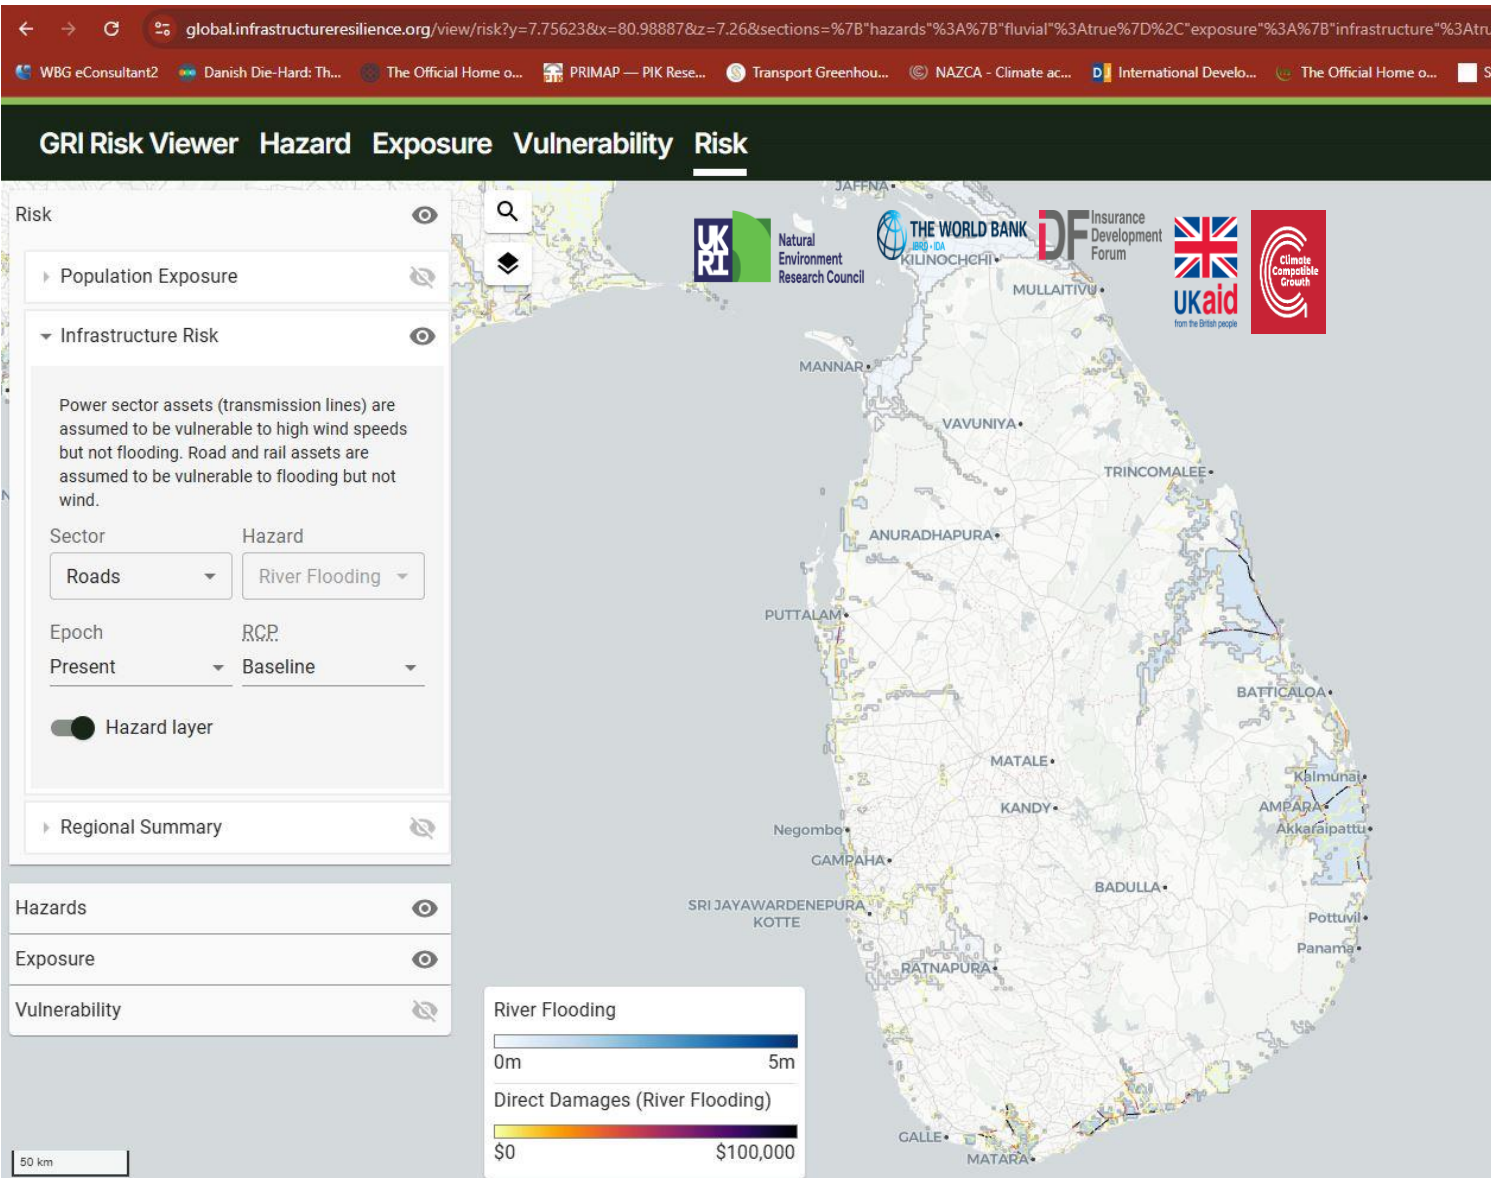 global.infrastructureresilience.org/view/risk?y=7.75623&x=80.98887&z=7.26&sections=%7B"hazards"%3A%7B"fluvial"%3Atrue%7D%2C"exposure"%3A%7B"infrastructure"%3Atru
WBG eConsultant2 Danish Die-Hard: Th... The Official Home o... PRIMAP — PIK Rese... Transport Greenhou... NAZCA - Climate ac... International Develo... The Official Home o... S
GRI Risk Viewer Hazard Exposure Vulnerability Risk
Risk
Population Exposure
Infrastructure Risk
Power sector assets (transmission lines) are
assumed to be vulnerable to high wind speeds
but not flooding. Road and rail assets are
assumed to be vulnerable to flooding but not
wind.
Sector Hazard
Roads River Flooding
Epoch RCP
Present Baseline
Hazard layer
Regional Summary
Hazards
Exposure
Vulnerability
50 km
River Flooding
0m 5m
Direct Damages (River Flooding)
$0 $100,000
UK
RI
Natural
Environment
Research Council
THE WORLD BANK
IBRD • IDA
IDF
Insurance
Development
Forum
UKaid
from the British people
Climate
Compatible
Growth
JAFFNA
KILINOCHCHI
MULLAITIVU
MANNAR
VAVUNIYA
TRINCOMALEE
ANURADHAPURA
PUTTALAM
BATTICALOA
MATALE
Kalmunai
KANDY
AMPARA
Negombo
Akkaraipattu
GAMPAHA
BADULLA
SRI JAYAWARDENEPURA
KOTTE
Pottuvil
Panama
RATNAPURA
GALLE
MATARA